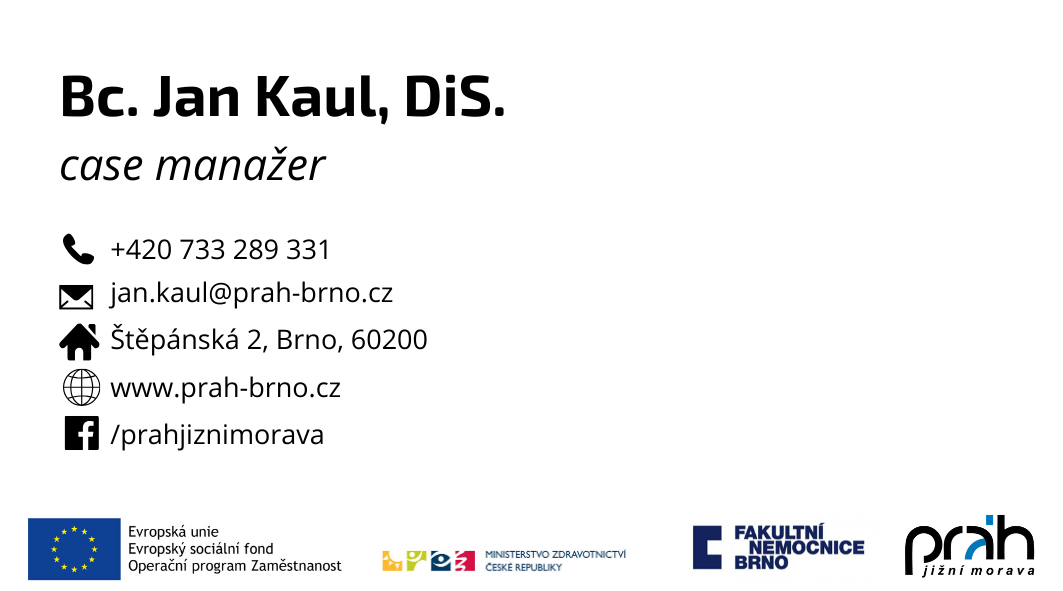 Bc. Jan Kaul, DiS.
case manažer
+420 733 289 331
jan.kaul@prah-brno.cz
Štěpánská 2, Brno, 60200
www.prah-brno.cz
/prahjiznimorava
Evropská unie
Evropský sociální fond
Operační program Zaměstnanost
MINISTERSTVO ZDRAVOTNICTVÍ
ČESKÉ REPUBLIKY
FAKULTNÍ
NEMOCNICE
BRNO
práh
jižní morava